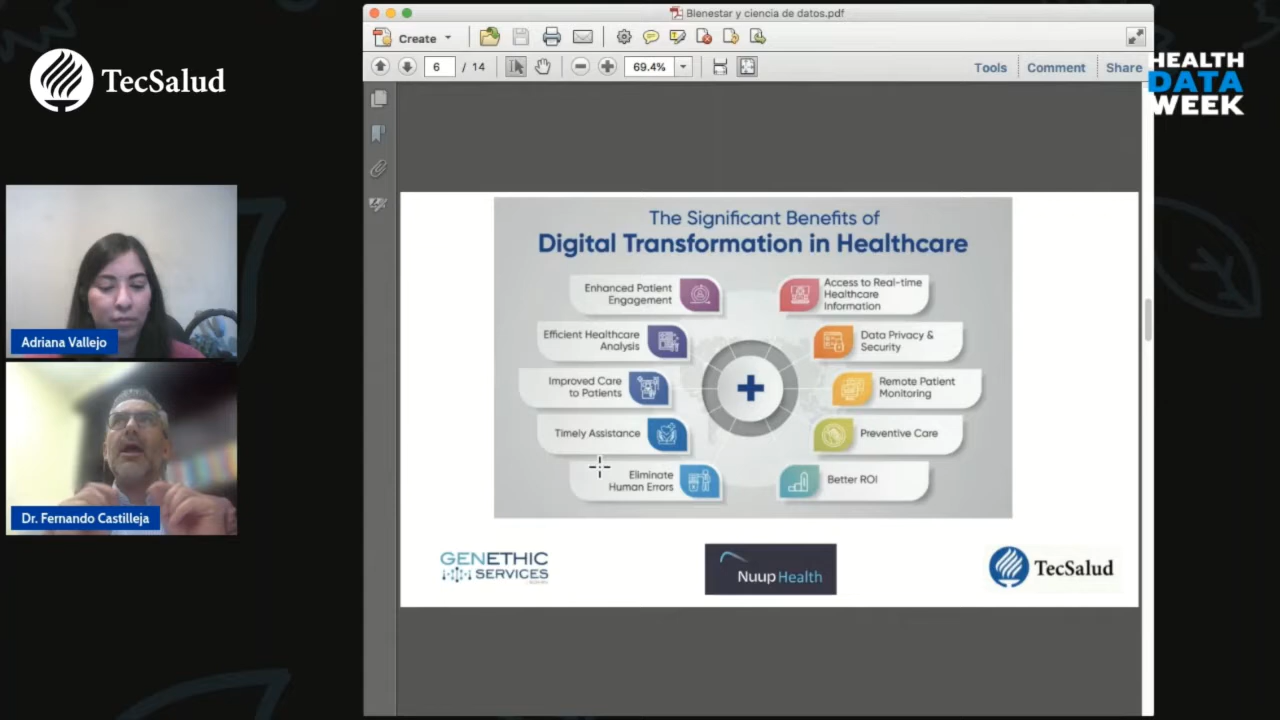 TecSalud
Bienestar y ciencia de datos.pdf
Create
6 / 14
69.4%
Tools
Comment
Share
HEALTH
DATA
WEEK
Adriana Vallejo
Dr. Fernando Castilleja
The Significant Benefits of
Digital Transformation in Healthcare
Enhanced Patient
Engagement
Efficient Healthcare
Analysis
Improved Care
to Patients
Timely Assistance
Eliminate
Human Errors
Access to Real-time
Healthcare
Information
Data Privacy &
Security
Remote Patient
Monitoring
Preventive Care
Better ROI
GENETHIC
SERVICES
Nuup Health
TecSalud